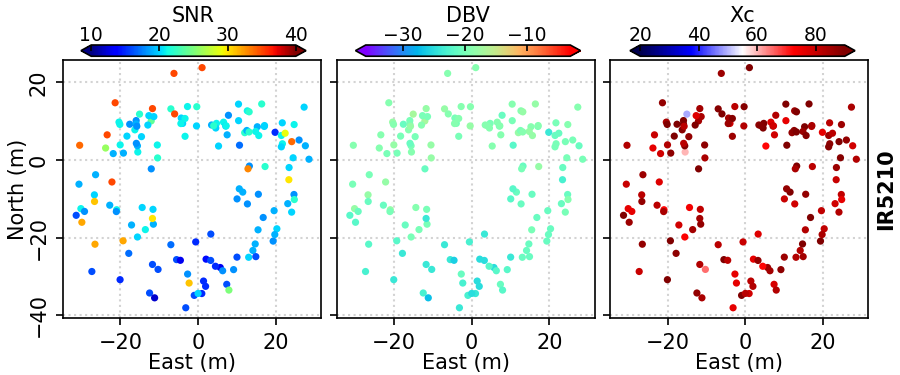 SNR DBV Xc
10 20 30 40 −30 −20 −10 20 40 60 80
20
0
−20
−40
North (m)
−20 0 20 −20 0 20 −20 0 20
East (m) East (m) East (m)
IR5210